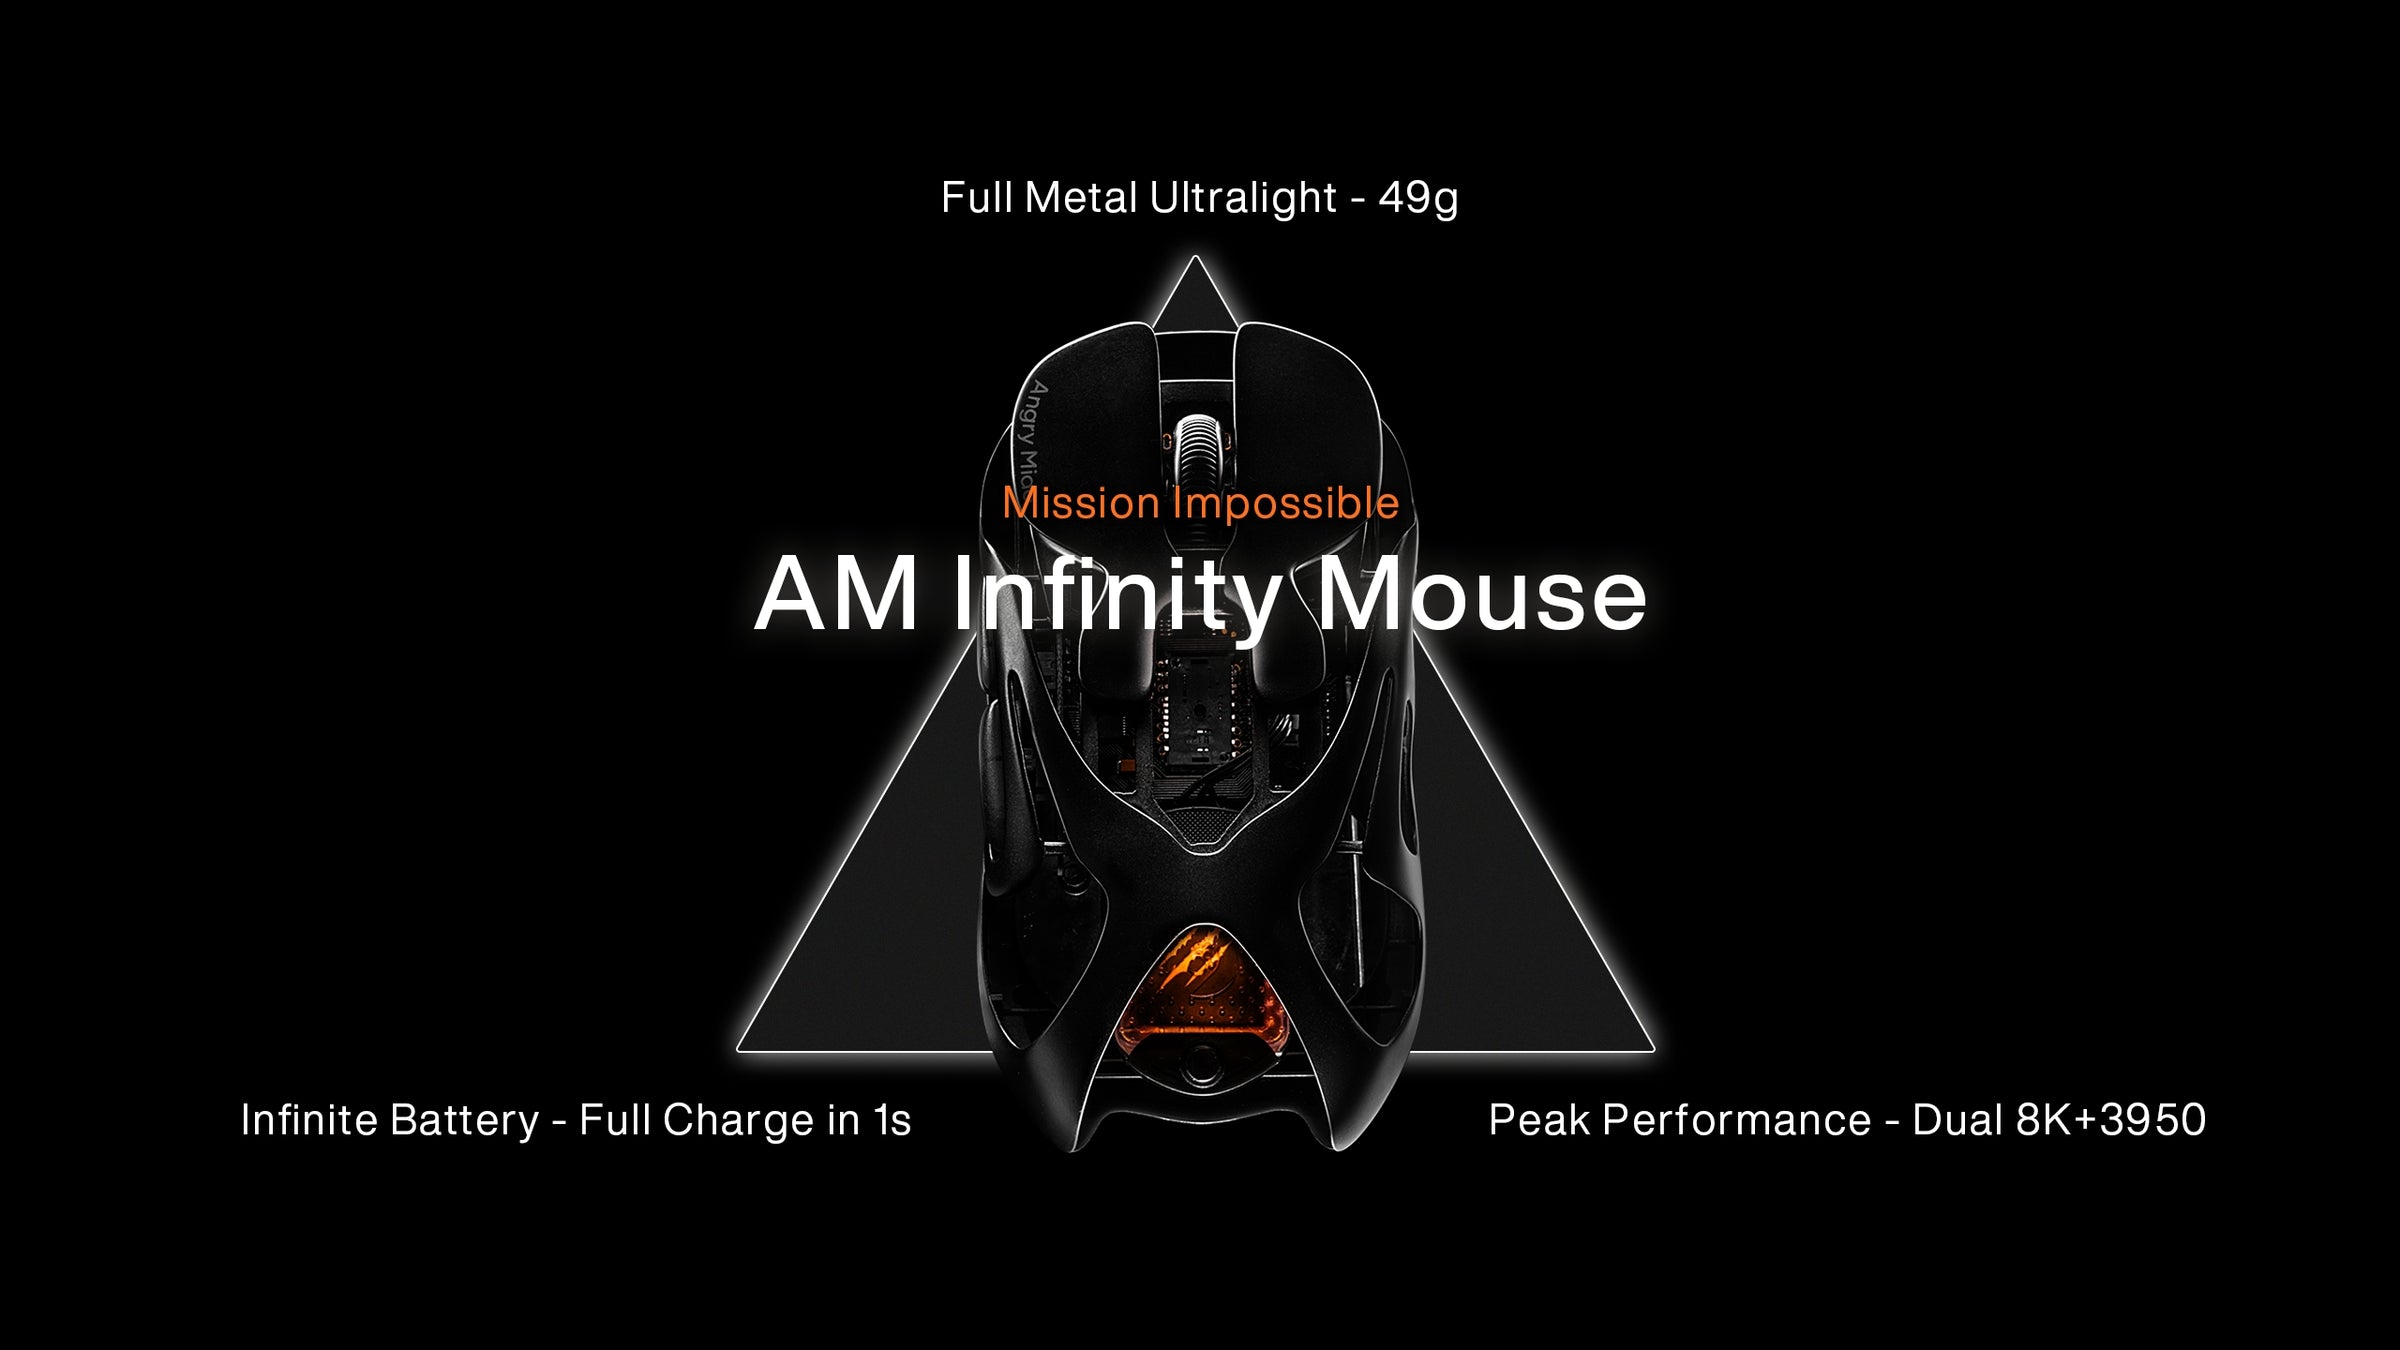 Full Metal Ultralight - 49g
Angry
Mission Impossible
AM Infinity Mouse
Infinite Battery - Full Charge in 1s
Peak Performance - Dual 8K+3950